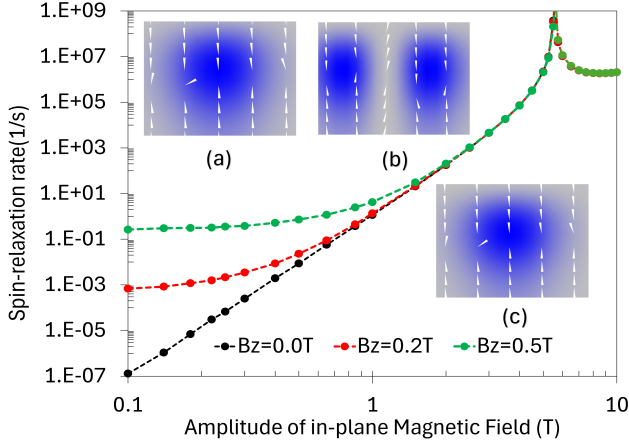 1.E+09
1.E+07
1.E+05
1.E+03
1.E+01
1.E-01
1.E-03
1.E-05
1.E-07
Spin-relaxation rate(1/s)
(a)
(b)
(c)
Bz=0.0T
Bz=0.2T
Bz=0.5T
0.1
1
10
Amplitude of in-plane Magnetic Field (T)